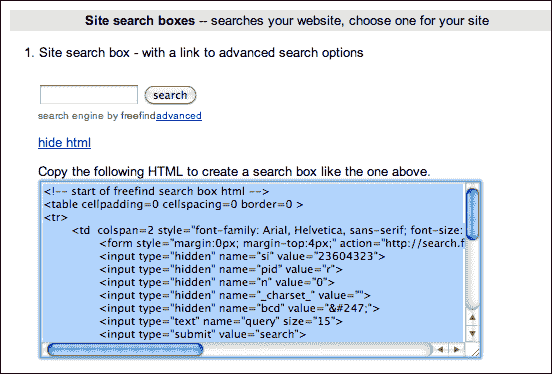 Site search boxes -- searches your website, choose one for your site
1. Site search box - with a link to advanced search options
search
search engine by freefindadvanced
hide html
Copy the following HTML to create a search box like the one above.
<!-- start of freefind search box html -->
<table cellpadding=0 cellspacing=0 border=0 >
<tr>
<td colspan=2 style="font-family: Arial, Helvetica, sans-serif; font-size:
<form style="margin:0px; margin-top:4px;" action="http://search.f
<input type="hidden" name="si" value="23604323">
<input type="hidden" name="pid" value="r">
<input type="hidden" name="n" value="0">
<input type="hidden" name="_charset_" value="">
<input type="hidden" name="bcd" value="&#247;">
<input type="text" name="query" size="15">
<input type="submit" value="search">